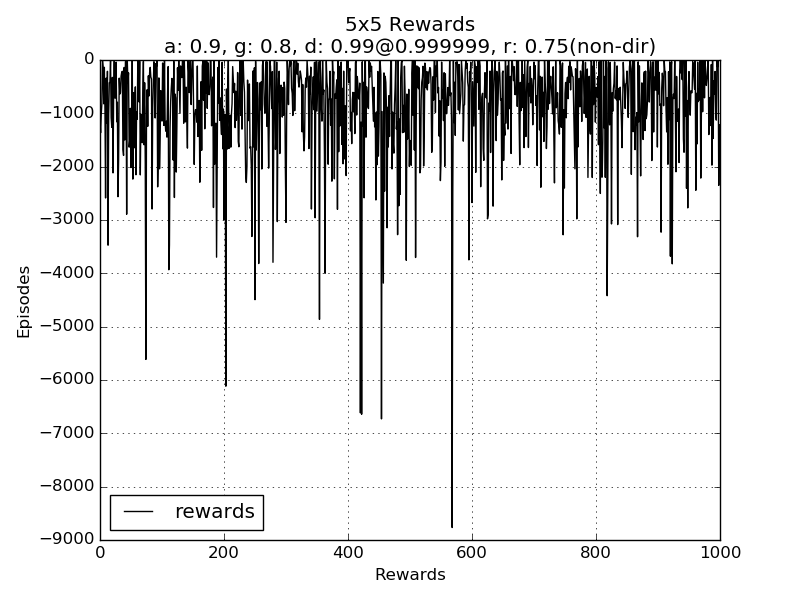 5x5 Rewards
a: 0.9, g: 0.8, d: 0.99@0.999999, r: 0.75(non-dir)
0
−1000
−2000
−3000
−4000
−5000
−6000
−7000
−8000
−9000
Episodes
rewards
0 200 400 600 800 1000
Rewards